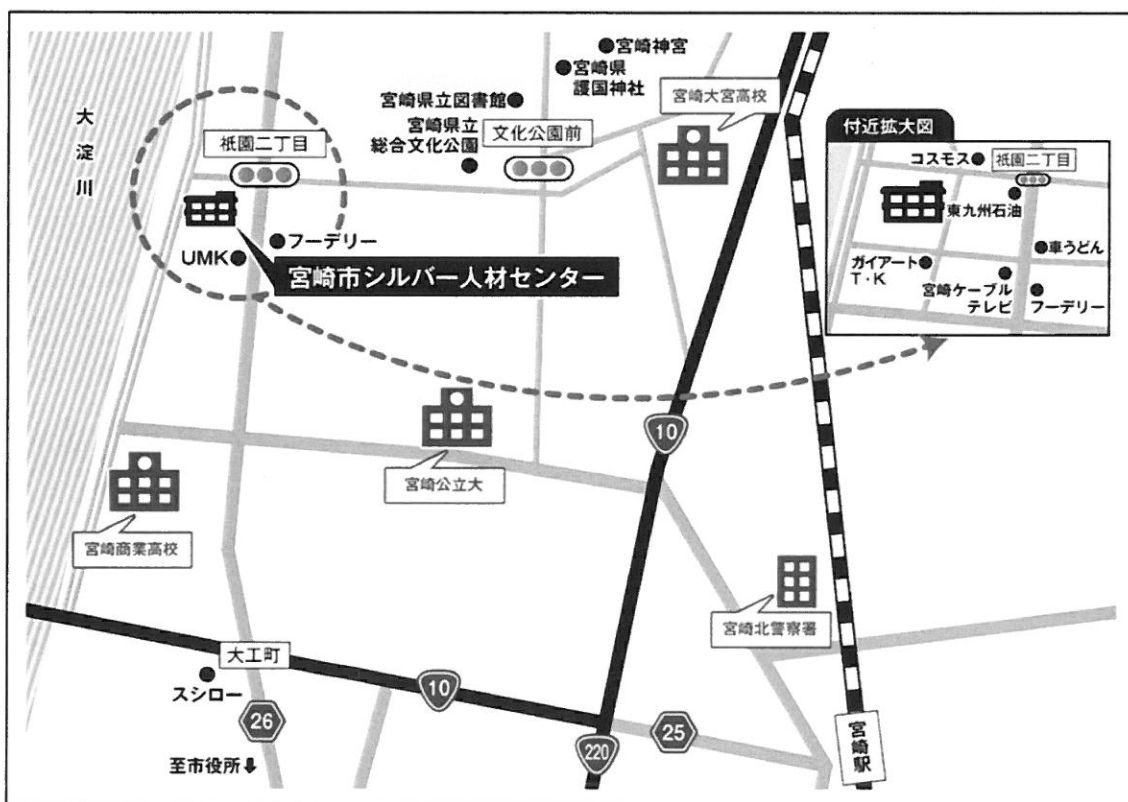 宮崎神宮
宮崎県
護国神社
宮崎県立図書館
宮崎県立
総合文化公園
文化公園前
宮崎大宮高校
大淀川
祇園二丁目
フーデリー
UMK
宮崎市シルバー人材センター
付近拡大図
コスモス
祇園二丁目
東九州石油
車うどん
ガイアート
T・K
宮崎ケーブル
テレビ
フーデリー
10
宮崎公立大
宮崎商業高校
宮崎北警察署
大工町
スシロー
10
26
25
220
宮崎駅
至市役所⬇